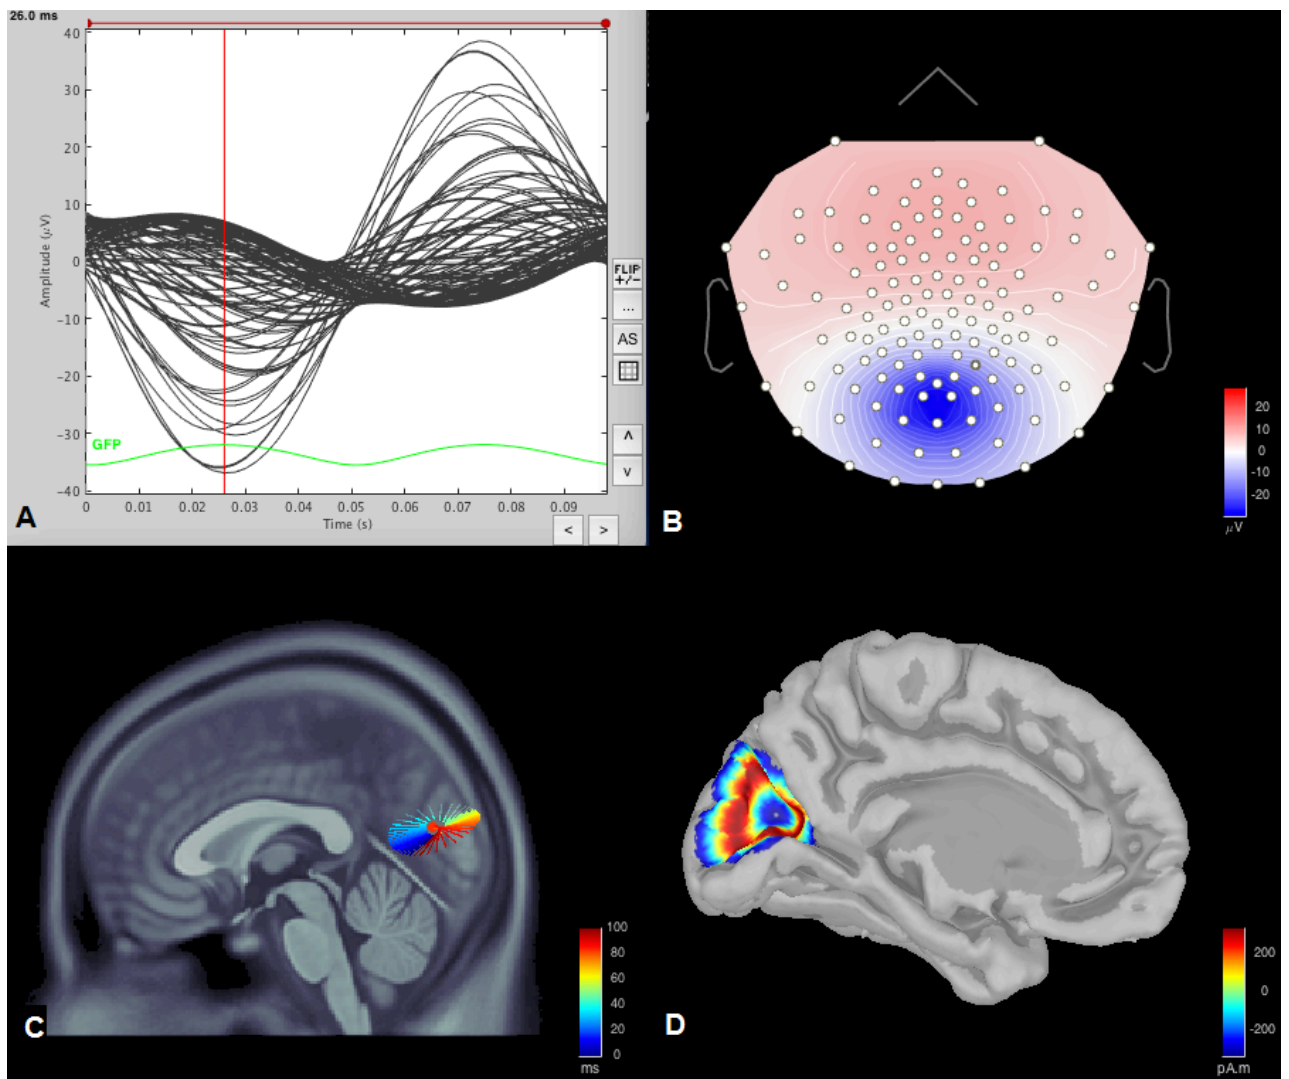 26.0 ms
40
30
20
10
0
−10
−20
−30
−40
Amplitude (μV)
GFP
0 0.01 0.02 0.03 0.04 0.05 0.06 0.07 0.08 0.09
Time (s)
FLIP
+/−
...
AS
^
v
< >
A
20
10
0
-10
-20
μV
B
100
80
60
40
20
0
ms
C
200
0
-200
pA.m
D